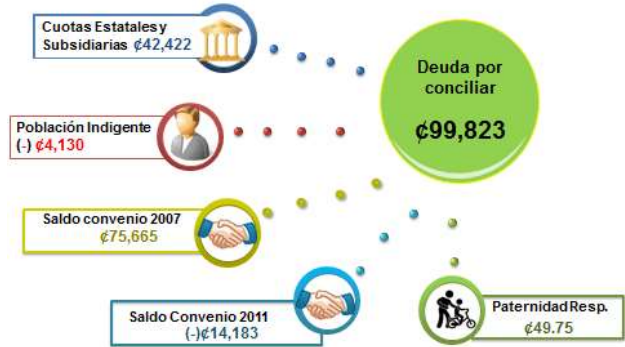 Cuotas Estatales y
Subsidiarias ₡42,422
Deuda por
conciliar
₡99,823
Población Indigente
(-) ₡4,130
Saldo convenio 2007
₡75,665
Saldo Convenio 2011
(-)₡14,183
Paternidad Resp.
₡49.75